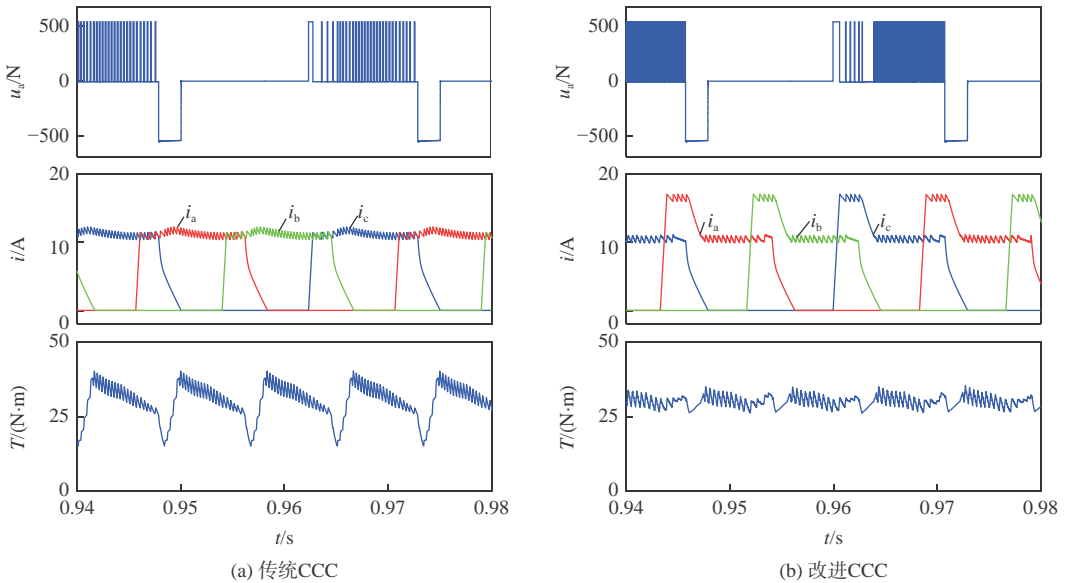 500
0
−500
u_a/N
20
10
0
i/A
i_a
i_b
i_c
50
25
0
T/(N·m)
0.94 0.95 0.96 0.97 0.98
t/s
(a) 传统CCC
500
0
−500
u_a/N
20
10
0
i/A
i_a
i_b
i_c
50
25
0
T/(N·m)
0.94 0.95 0.96 0.97 0.98
t/s
(b) 改进CCC